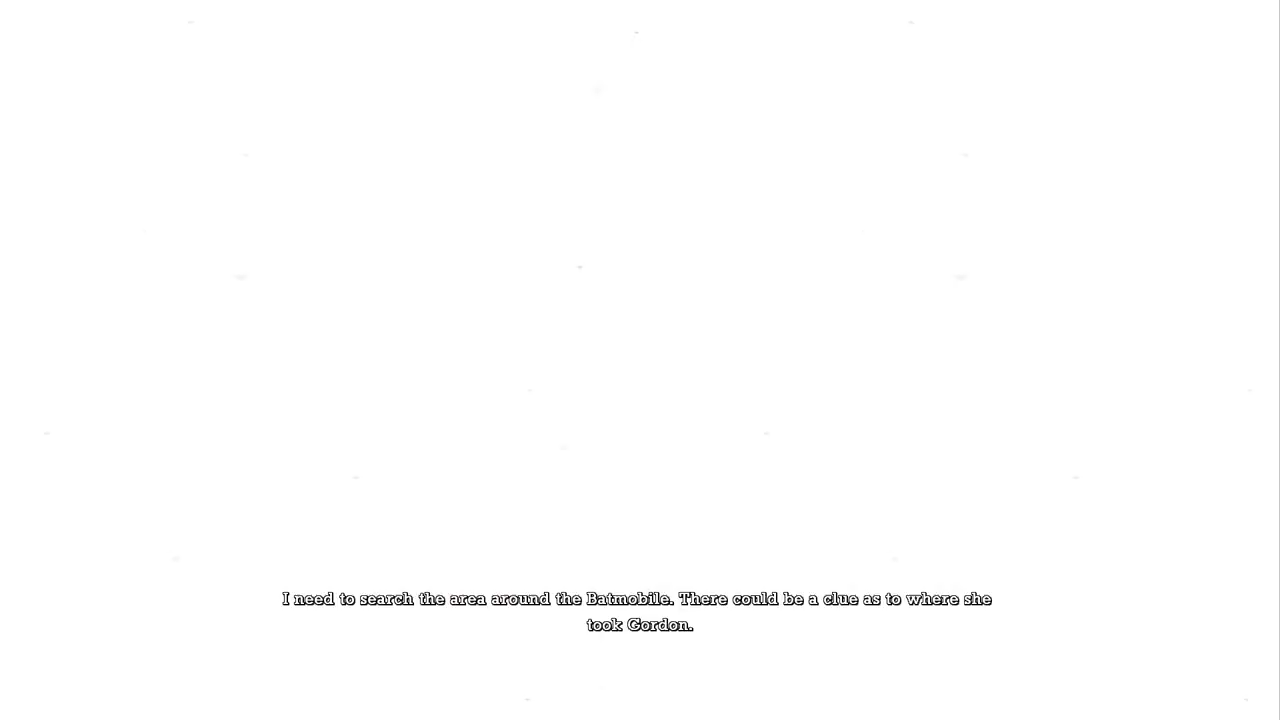 I need to search the area around the Batmobile. There could be a clue as to where she
took Gordon.